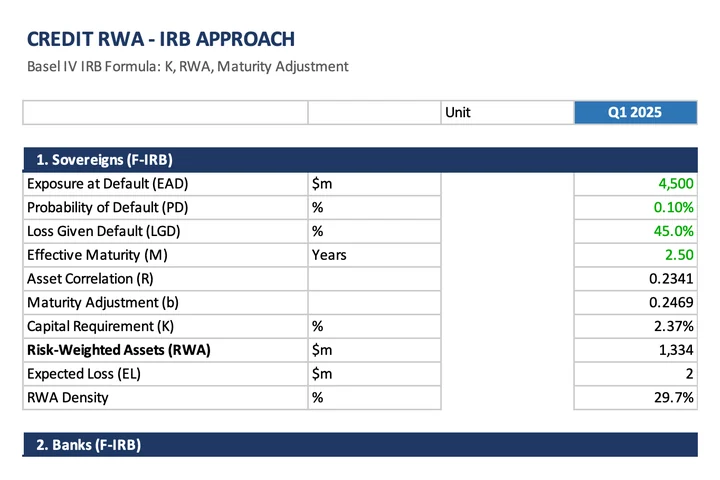 CREDIT RWA - IRB APPROACH
Basel IV IRB Formula: K, RWA, Maturity Adjustment
Unit Q1 2025
1. Sovereigns (F-IRB)
Exposure at Default (EAD) $m 4,500
Probability of Default (PD) % 0.10%
Loss Given Default (LGD) % 45.0%
Effective Maturity (M) Years 2.50
Asset Correlation (R) 0.2341
Maturity Adjustment (b) 0.2469
Capital Requirement (K) % 2.37%
Risk-Weighted Assets (RWA) $m 1,334
Expected Loss (EL) $m 2
RWA Density % 29.7%
2. Banks (F-IRB)